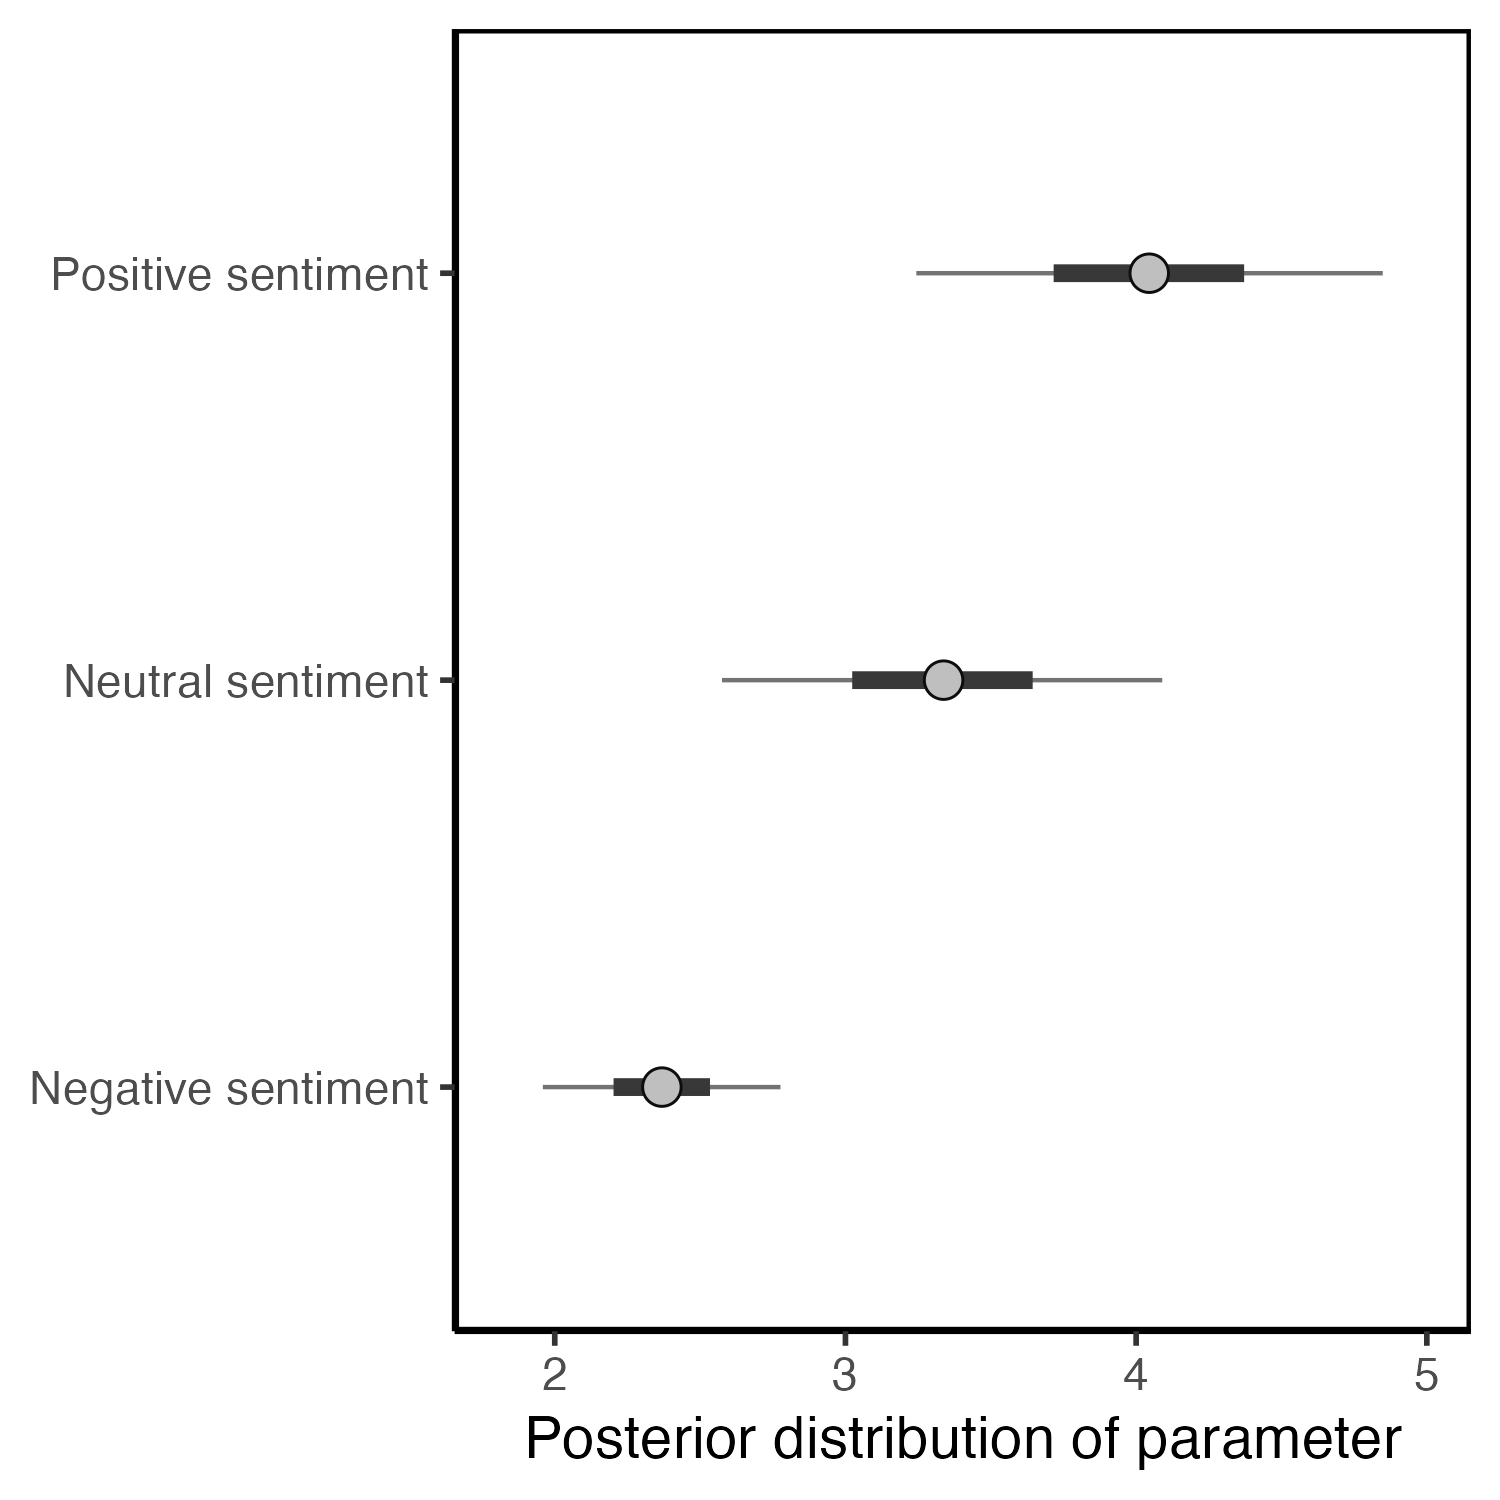 Positive sentiment
Neutral sentiment
Negative sentiment
2 3 4 5
Posterior distribution of parameter